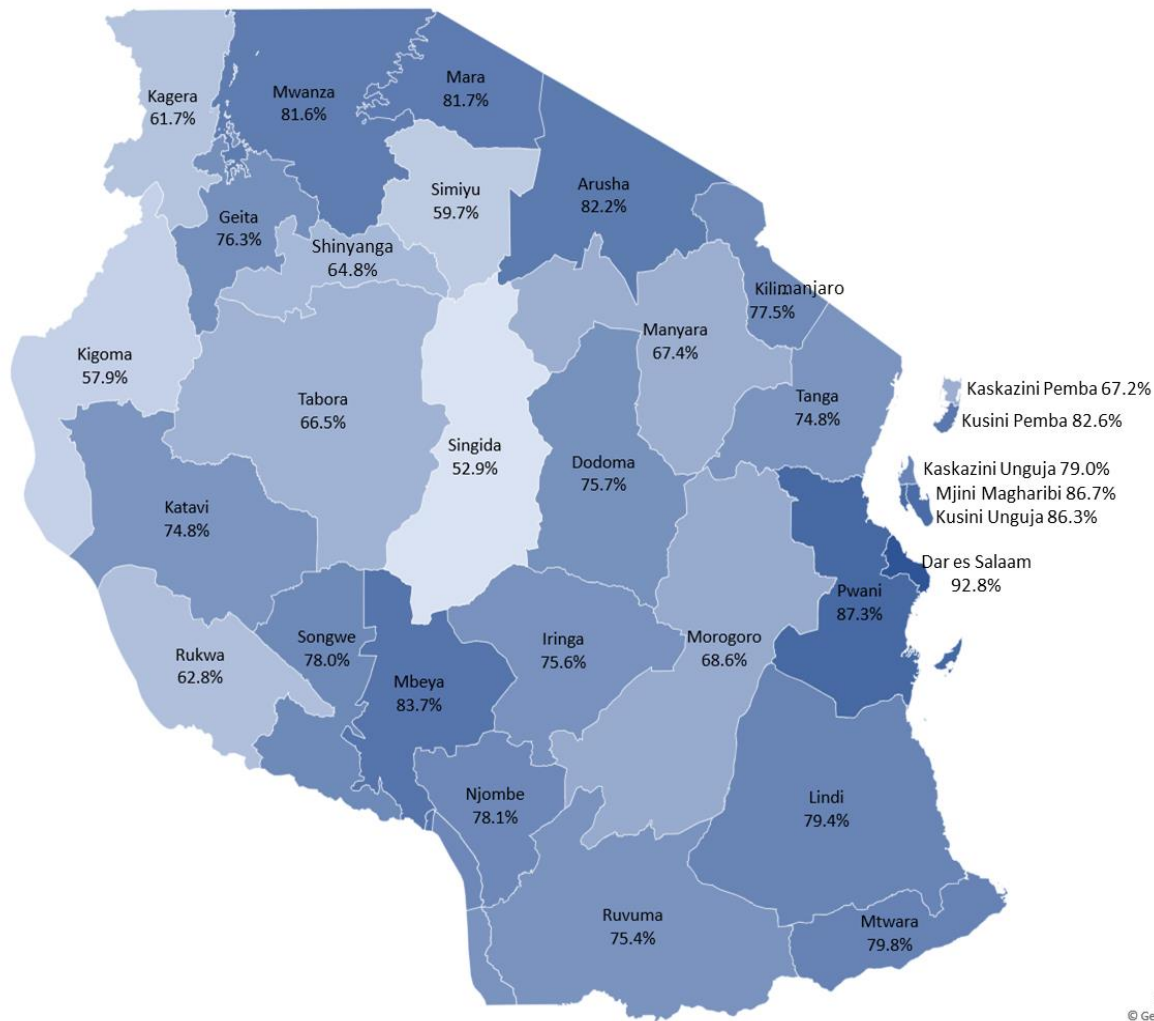 Kagera
61.7%
Mwanza
81.6%
Mara
81.7%
Simiyu
59.7%
Arusha
82.2%
Geita
76.3%
Shinyanga
64.8%
Kilimanjaro
77.5%
Manyara
67.4%
Kigoma
57.9%
Tabora
66.5%
Tanga
74.8%
Kaskazini Pemba 67.2%
Kusini Pemba 82.6%
Singida
52.9%
Dodoma
75.7%
Kaskazini Unguja 79.0%
Mjini Magharibi 86.7%
Kusini Unguja 86.3%
Katavi
74.8%
Dar es Salaam
92.8%
Pwani
87.3%
Songwe
78.0%
Iringa
75.6%
Morogoro
68.6%
Rukwa
62.8%
Mbeya
83.7%
Njombe
78.1%
Lindi
79.4%
Ruvuma
75.4%
Mtwara
79.8%
© Ge